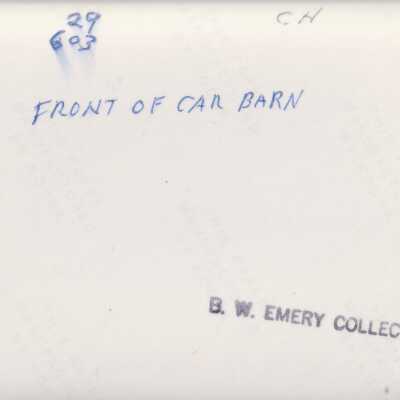 29
CH
603
FRONT OF CAR BARN
B. W. EMERY COLLEC